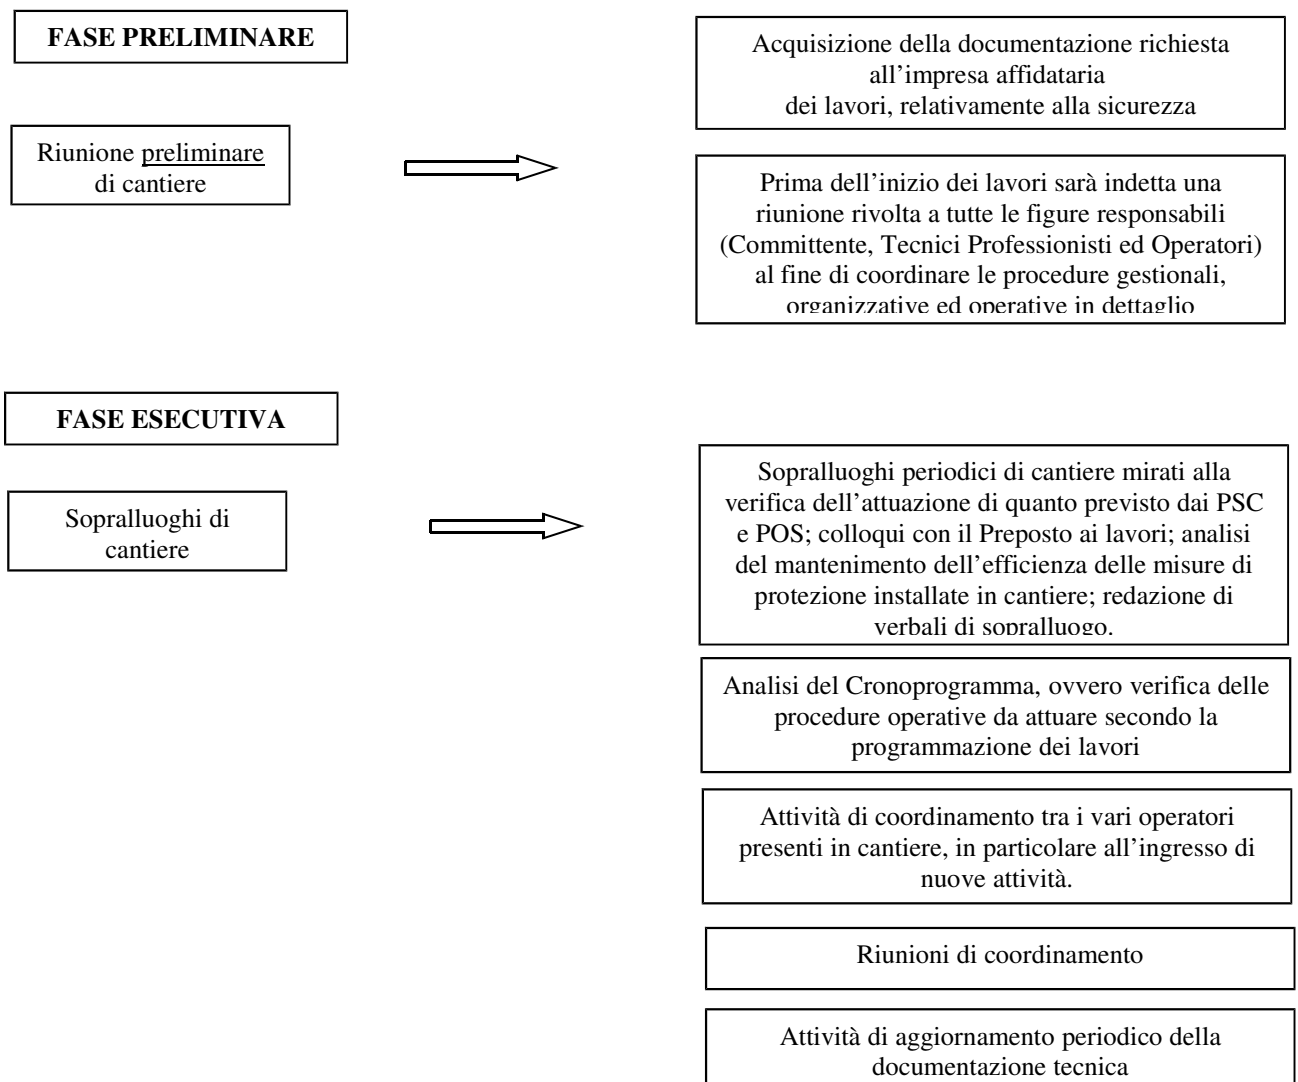 FASE PRELIMINARE
Riunione preliminare
di cantiere
Acquisizione della documentazione richiesta
all’impresa affidataria
dei lavori, relativamente alla sicurezza
Prima dell’inizio dei lavori sarà indetta una
riunione rivolta a tutte le figure responsabili
(Committente, Tecnici Professionisti ed Operatori)
al fine di coordinare le procedure gestionali,
organizzative ed operative in dettaglio
FASE ESECUTIVA
Sopralluoghi di
cantiere
Sopralluoghi periodici di cantiere mirati alla
verifica dell’attuazione di quanto previsto dai PSC
e POS; colloqui con il Preposto ai lavori; analisi
del mantenimento dell’efficienza delle misure di
protezione installate in cantiere; redazione di
verbali di sopralluogo.
Analisi del Cronoprogramma, ovvero verifica delle
procedure operative da attuare secondo la
programmazione dei lavori
Attività di coordinamento tra i vari operatori
presenti in cantiere, in particolare all’ingresso di
nuove attività.
Riunioni di coordinamento
Attività di aggiornamento periodico della
documentazione tecnica